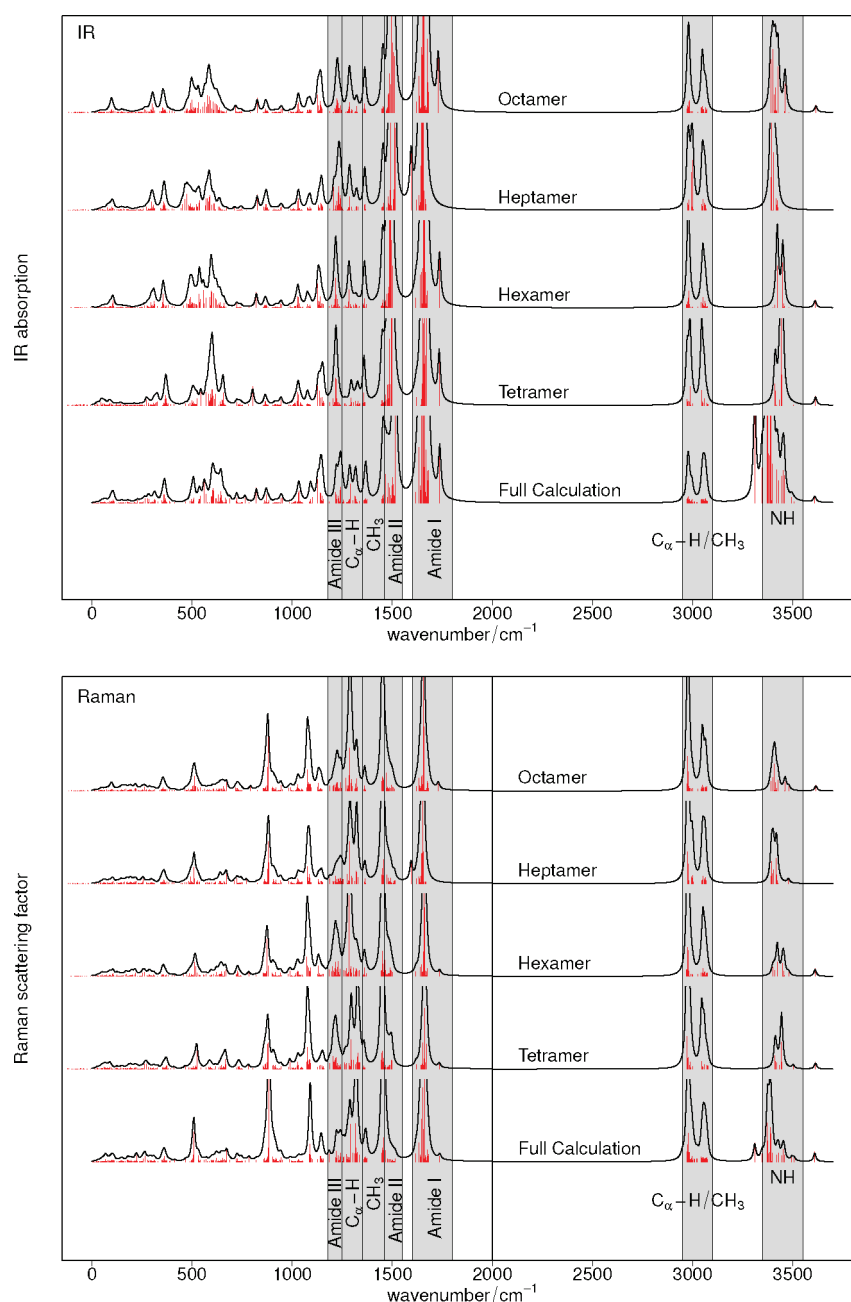 IR
Octamer
Heptamer
Hexamer
Tetramer
Full Calculation
IR absorption
Amide III
Cα−H
CH3
Amide II
Amide I
Cα−H/CH3
NH
0 500 1000 1500 2000 2500 3000 3500
wavenumber/cm−1
Raman
Octamer
Heptamer
Hexamer
Tetramer
Full Calculation
Raman scattering factor
Amide III
Cα−H
CH3
Amide II
Amide I
Cα−H/CH3
NH
0 500 1000 1500 2000 2000 2500 3000 3500
wavenumber/cm−1